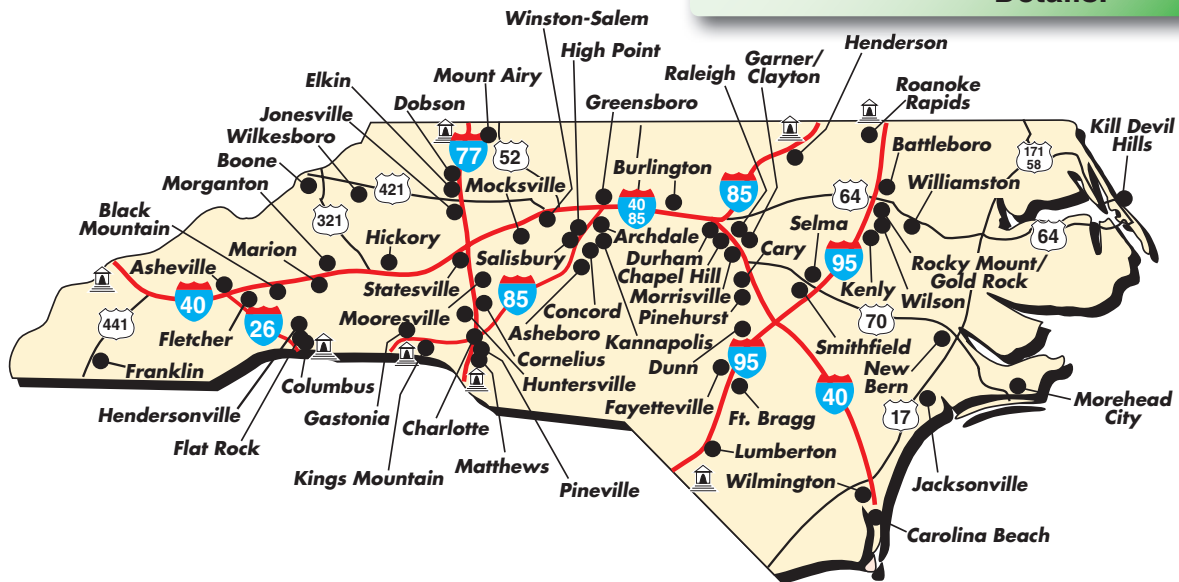 Details.
Winston-Salem
High Point
Henderson
Garner/
Clayton
Raleigh
Elkin
Mount Airy
Dobson
Greensboro
Roanoke
Rapids
Jonesville
Wilkesboro
Boone
Morganton
77
52
Kill Devil
Hills
Battleboro
171
58
Burlington
85
421
Mocksville
64
Williamston
321
40
85
Black
Mountain
Marion
Hickory
Archdale
Selma
64
Salisbury
Durham
Cary
Chapel Hill
95
Rocky Mount/
Gold Rock
Asheville
Statesville
85
Morrisville
Kenly
Wilson
40
441
26
Mooresville
Concord
Pinehurst
70
Fletcher
Asheboro
Kannapolis
Smithfield
Franklin
Cornelius
Dunn
95
New
Bern
Columbus
Huntersville
40
Hendersonville
Gastonia
Fayetteville
Ft. Bragg
17
Morehead
City
Flat Rock
Charlotte
Lumberton
Kings Mountain
Matthews
Pineville
Wilmington
Jacksonville
Carolina Beach